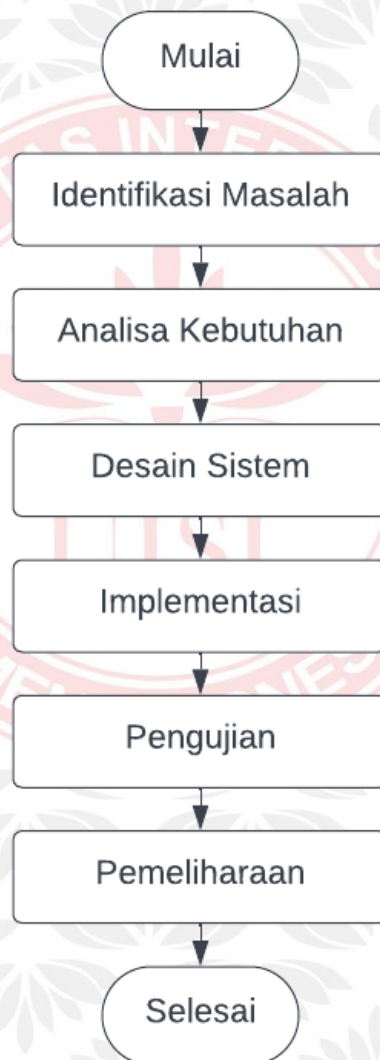 Mulai
Identifikasi Masalah
Analisa Kebutuhan
Desain Sistem
Implementasi
Pengujian
Pemeliharaan
Selesai